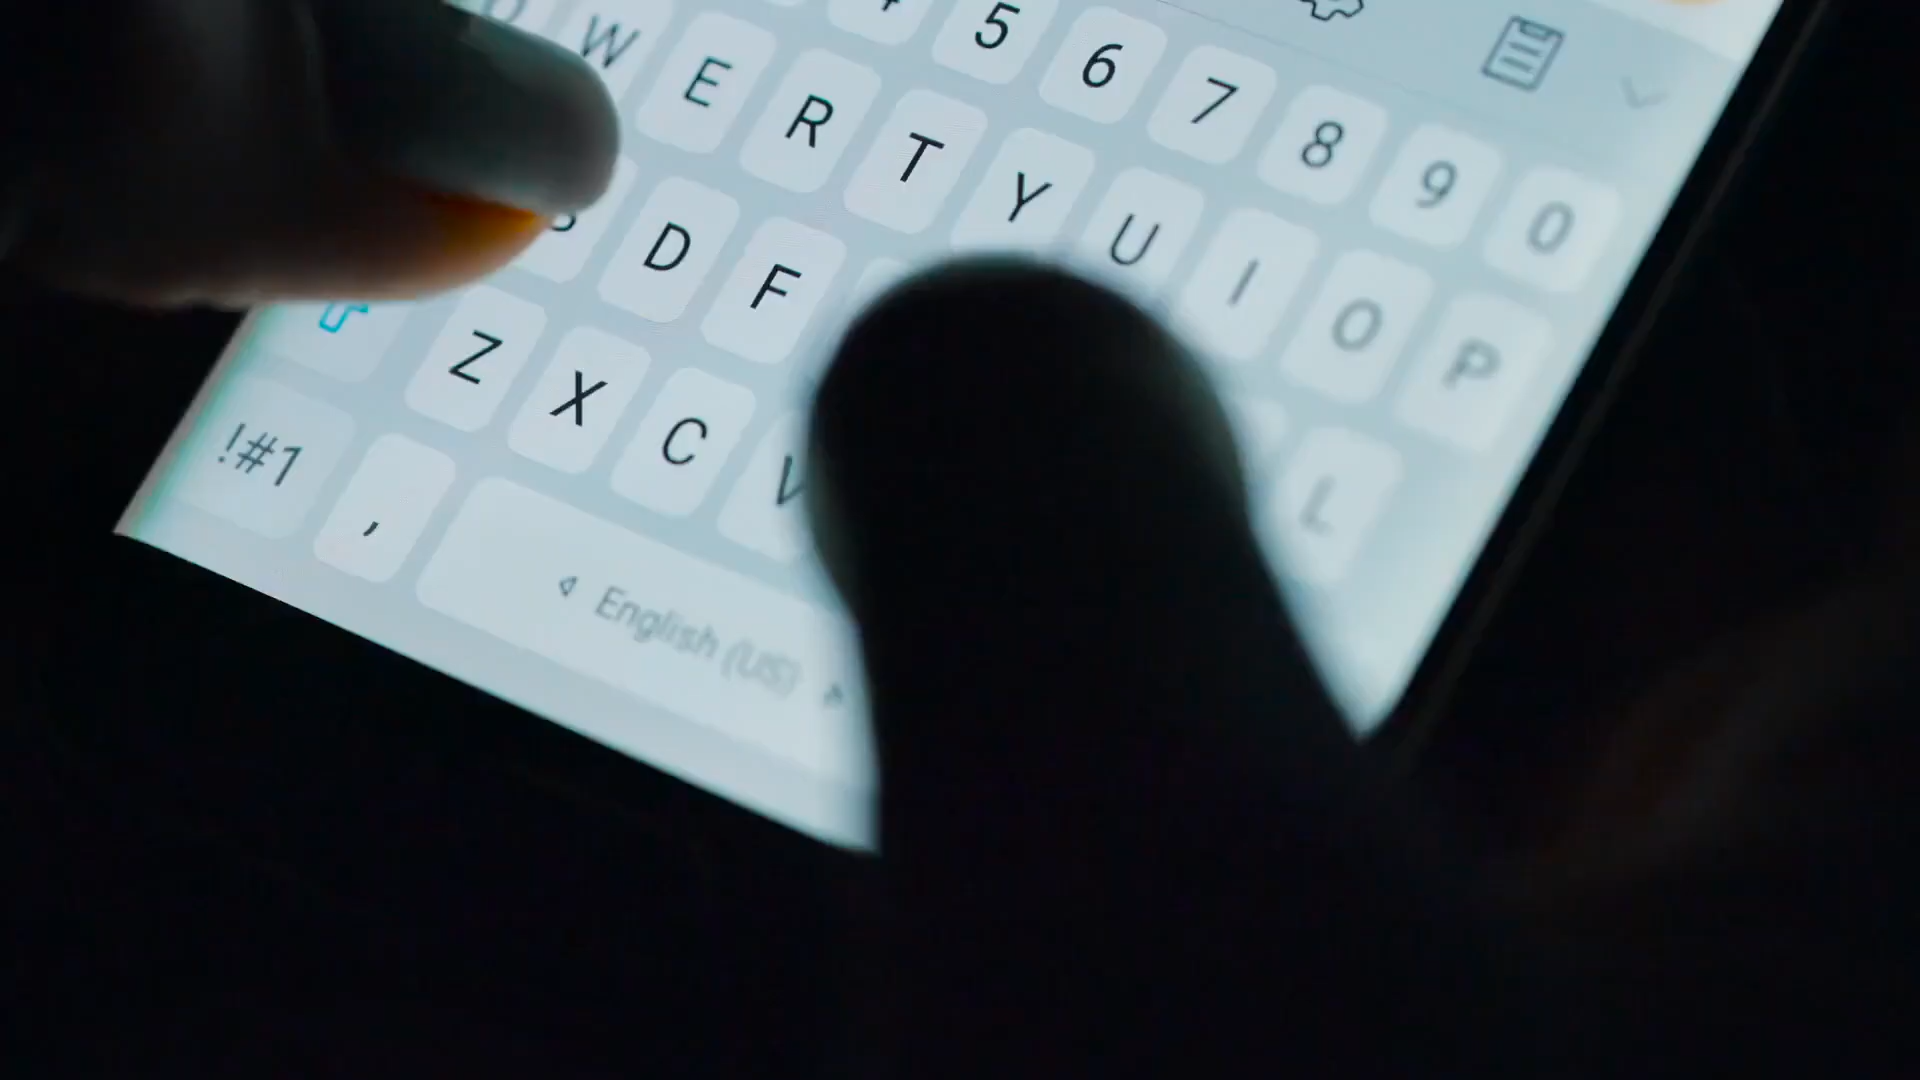 5 6 7 8 9 0
W E R T Y U I O P
D F L
Z X C V
!#1 , English (US)